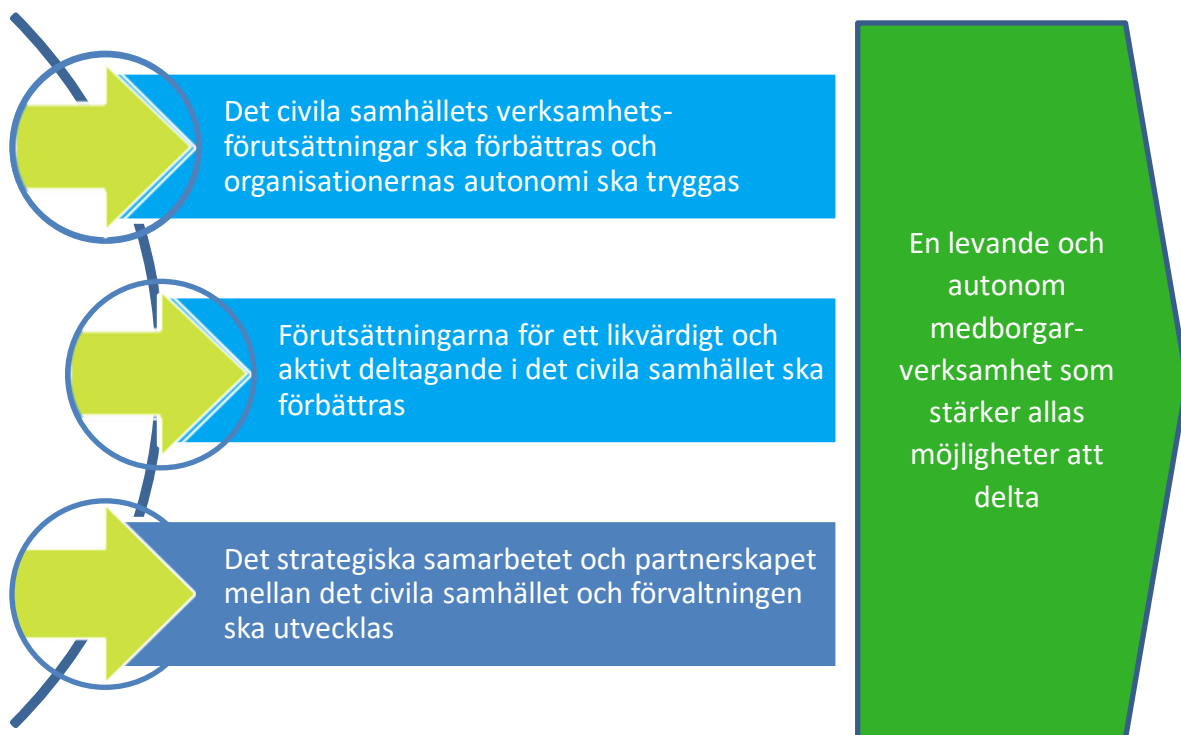 Det civila samhällets verksamhets-
förutsättningar ska förbättras och
organisationernas autonomi ska tryggas
Förutsättningarna för ett likvärdigt och
aktivt deltagande i det civila samhället ska
förbättras
Det strategiska samarbetet och partnerskapet
mellan det civila samhället och förvaltningen
ska utvecklas
En levande och
autonom
medborgar-
verksamhet som
stärker allas
möjligheter att
delta